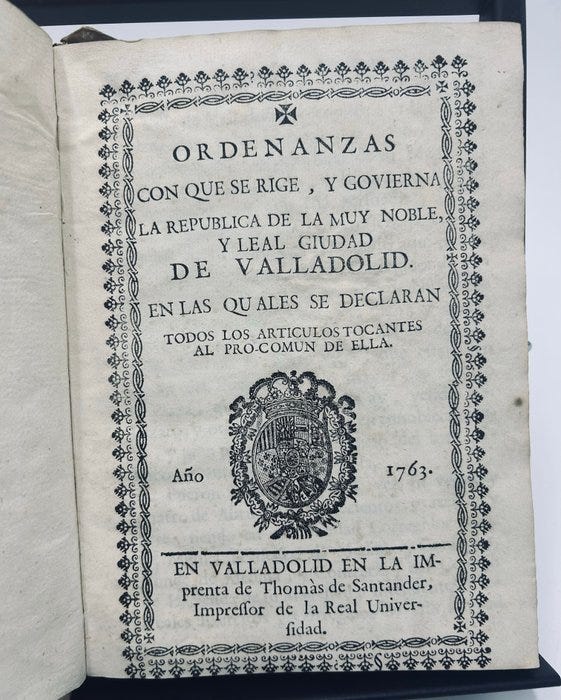 ✠
ORDENANZAS
CON QUE SE RIGE, Y GOVIERNA
LA REPUBLICA DE LA MUY NOBLE,
Y LEAL GIUDAD
DE VALLADOLID.
EN LAS QUALES SE DECLARAN
TODOS LOS ARTICULOS TOCANTES
AL PRO-COMUN DE ELLA.
Año 1763.
EN VALLADOLID EN LA IM-
prenta de Thomàs de Santander,
Impreſſor de la Real Univer-
ſidad.